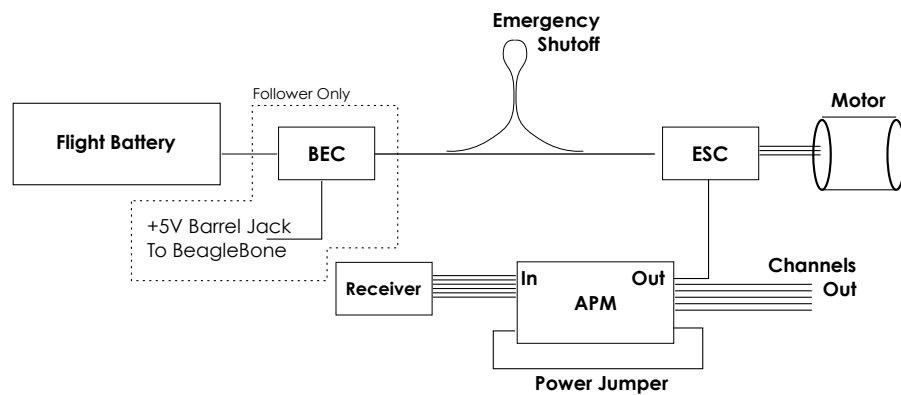 Emergency
Shutoff
Follower Only
Motor
Flight Battery
BEC
ESC
+5V Barrel Jack
To BeagleBone
Receiver
In
Out
APM
Channels
Out
Power Jumper